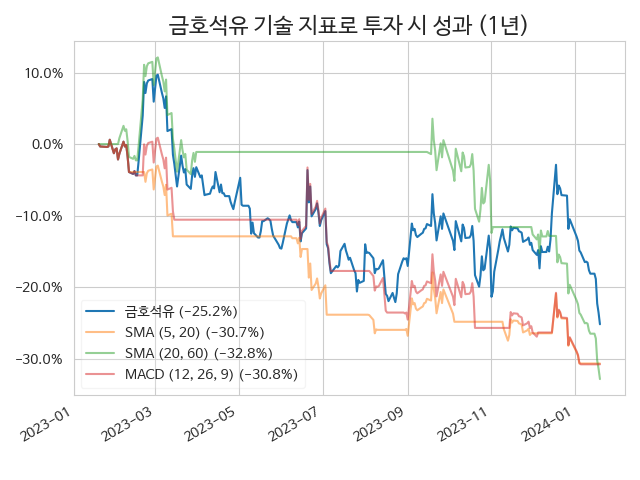 금호석유 기술 지표로 투자 시 성과 (1년)
10.0%
0.0%
−10.0%
−20.0%
−30.0%
금호석유 (−25.2%)
SMA (5, 20) (−30.7%)
SMA (20, 60) (−32.8%)
MACD (12, 26, 9) (−30.8%)
2023-01
2023-03
2023-05
2023-07
2023-09
2023-11
2024-01